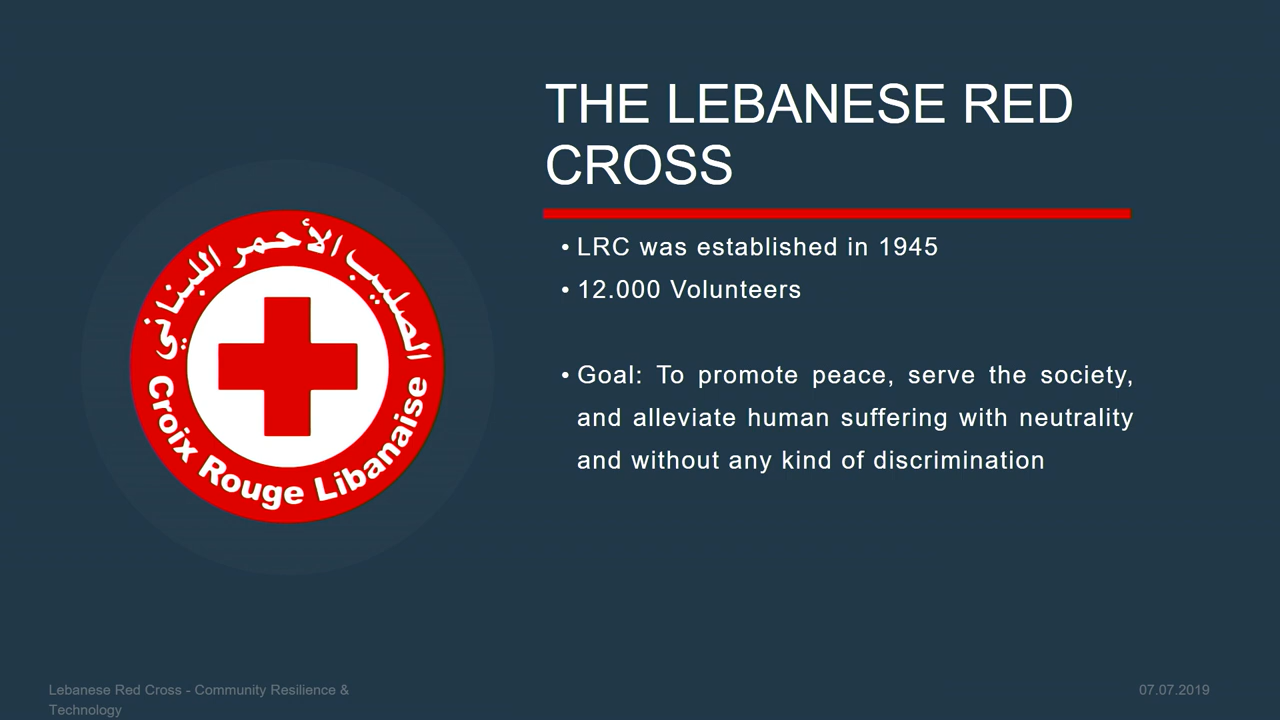 THE LEBANESE RED
CROSS
• LRC was established in 1945
• 12.000 Volunteers
• Goal: To promote peace, serve the society,
and alleviate human suffering with neutrality
and without any kind of discrimination
الصليب الأحمر اللبناني
Croix Rouge Libanaise
Lebanese Red Cross - Community Resilience &
Technology
07.07.2019